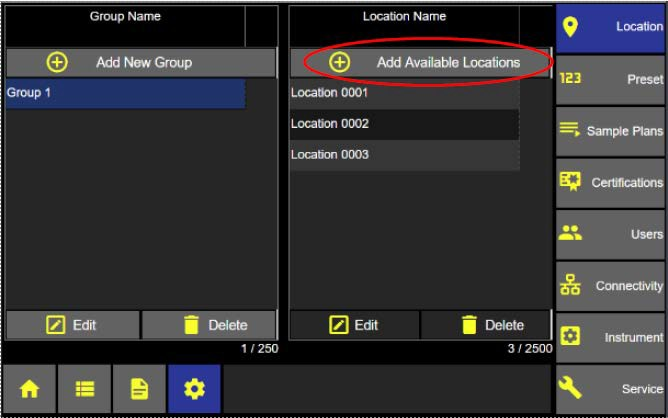 Group Name
Add New Group
Group 1
Edit
Delete
1 / 250
Location Name
Add Available Locations
Location 0001
Location 0002
Location 0003
Edit
Delete
3 / 2500
Location
123 Preset
Sample Plans
Certifications
Users
Connectivity
Instrument
Service